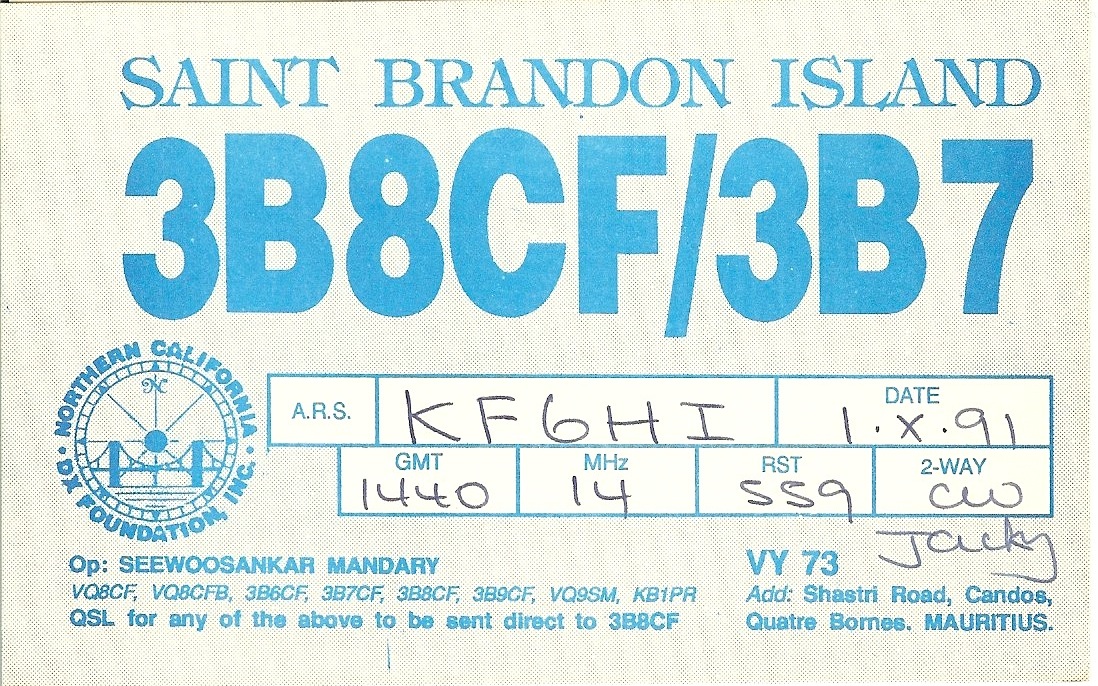 SAINT BRANDON ISLAND
3B8CF/3B7
NORTHERN CALIFORNIA DX FOUNDATION, INC.
N
A.R.S. KF6HI DATE 1.X.91
GMT 1440 MHz 14 RST 559 2-WAY CW
Jacky
Op: SEEWOOSANKAR MANDARY
VQ8CF, VQ8CFB, 3B6CF, 3B7CF, 3B8CF, 3B9CF, VQ9SM, KB1PR
QSL for any of the above to be sent direct to 3B8CF
VY 73
Add: Shastri Road, Candos,
Quatre Bornes. MAURITIUS.